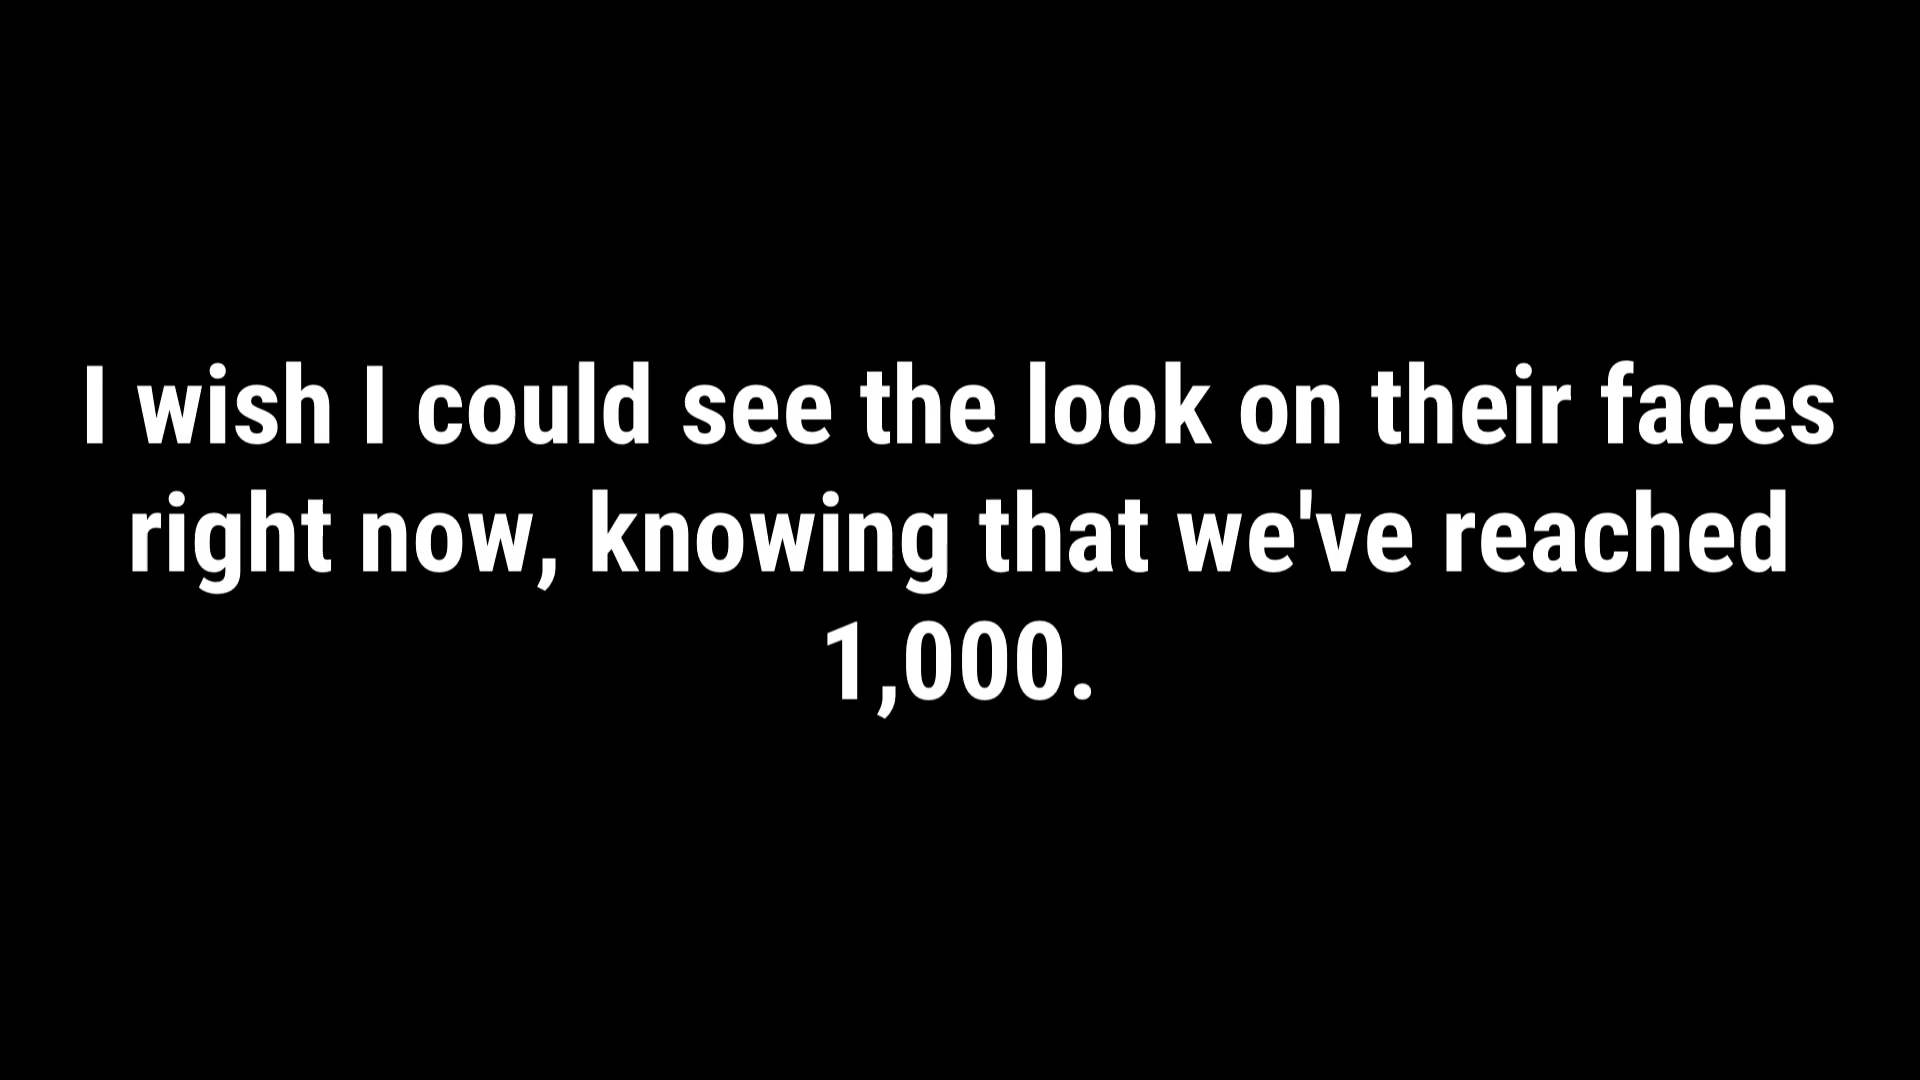 I wish I could see the look on their faces
right now, knowing that we've reached
1,000.